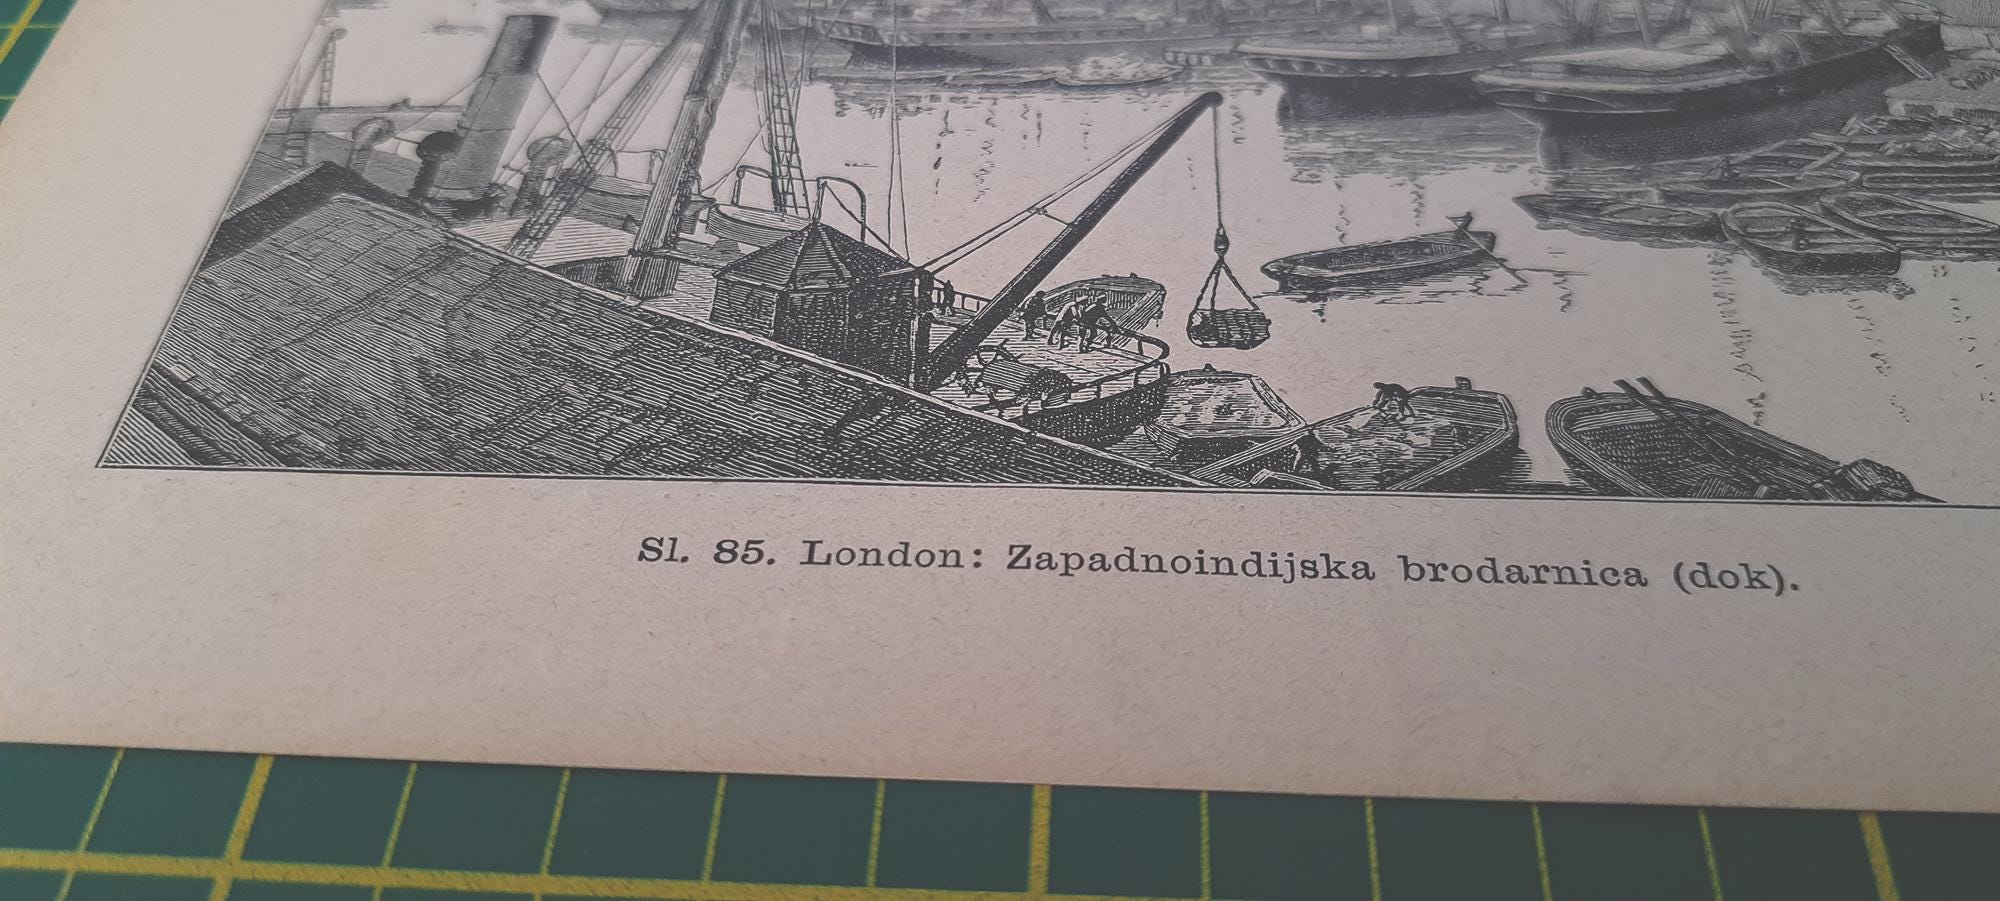 Sl. 85. London: Zapadnoindijska brodarnica (dok).